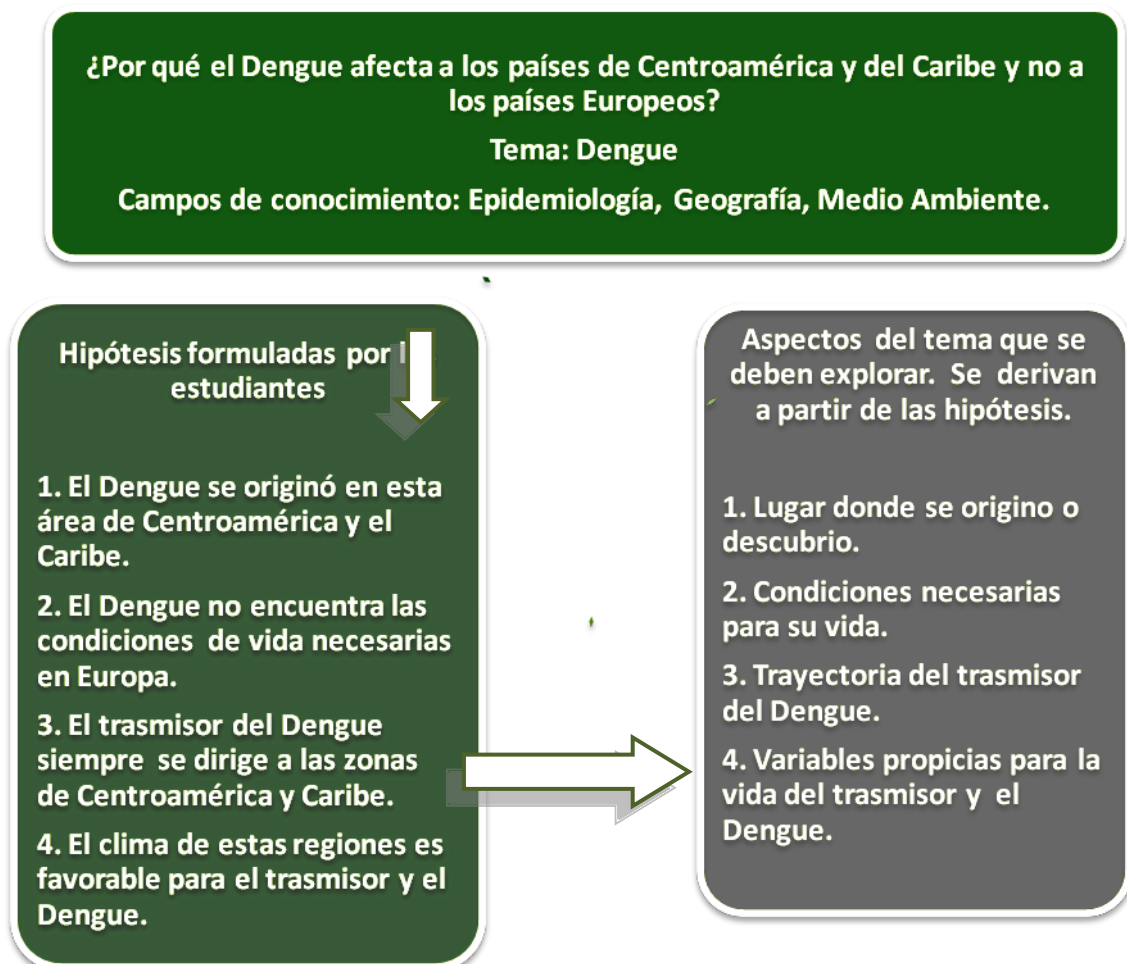 ¿Por qué el Dengue afecta a los países de Centroamérica y del Caribe y no a
los países Europeos?
Tema: Dengue
Campos de conocimiento: Epidemiología, Geografía, Medio Ambiente.
Hipótesis formuladas por
estudiantes
1. El Dengue se originó en esta
área de Centroamérica y el
Caribe.
2. El Dengue no encuentra las
condiciones de vida necesarias
en Europa.
3. El trasmisor del Dengue
siempre se dirige a las zonas
de Centroamérica y Caribe.
4. El clima de estas regiones es
favorable para el trasmisor y el
Dengue.
Aspectos del tema que se
deben explorar. Se derivan
a partir de las hipótesis.
1. Lugar donde se origino o
descubrio.
2. Condiciones necesarias
para su vida.
3. Trayectoria del trasmisor
del Dengue.
4. Variables propicias para la
vida del trasmisor y el
Dengue.